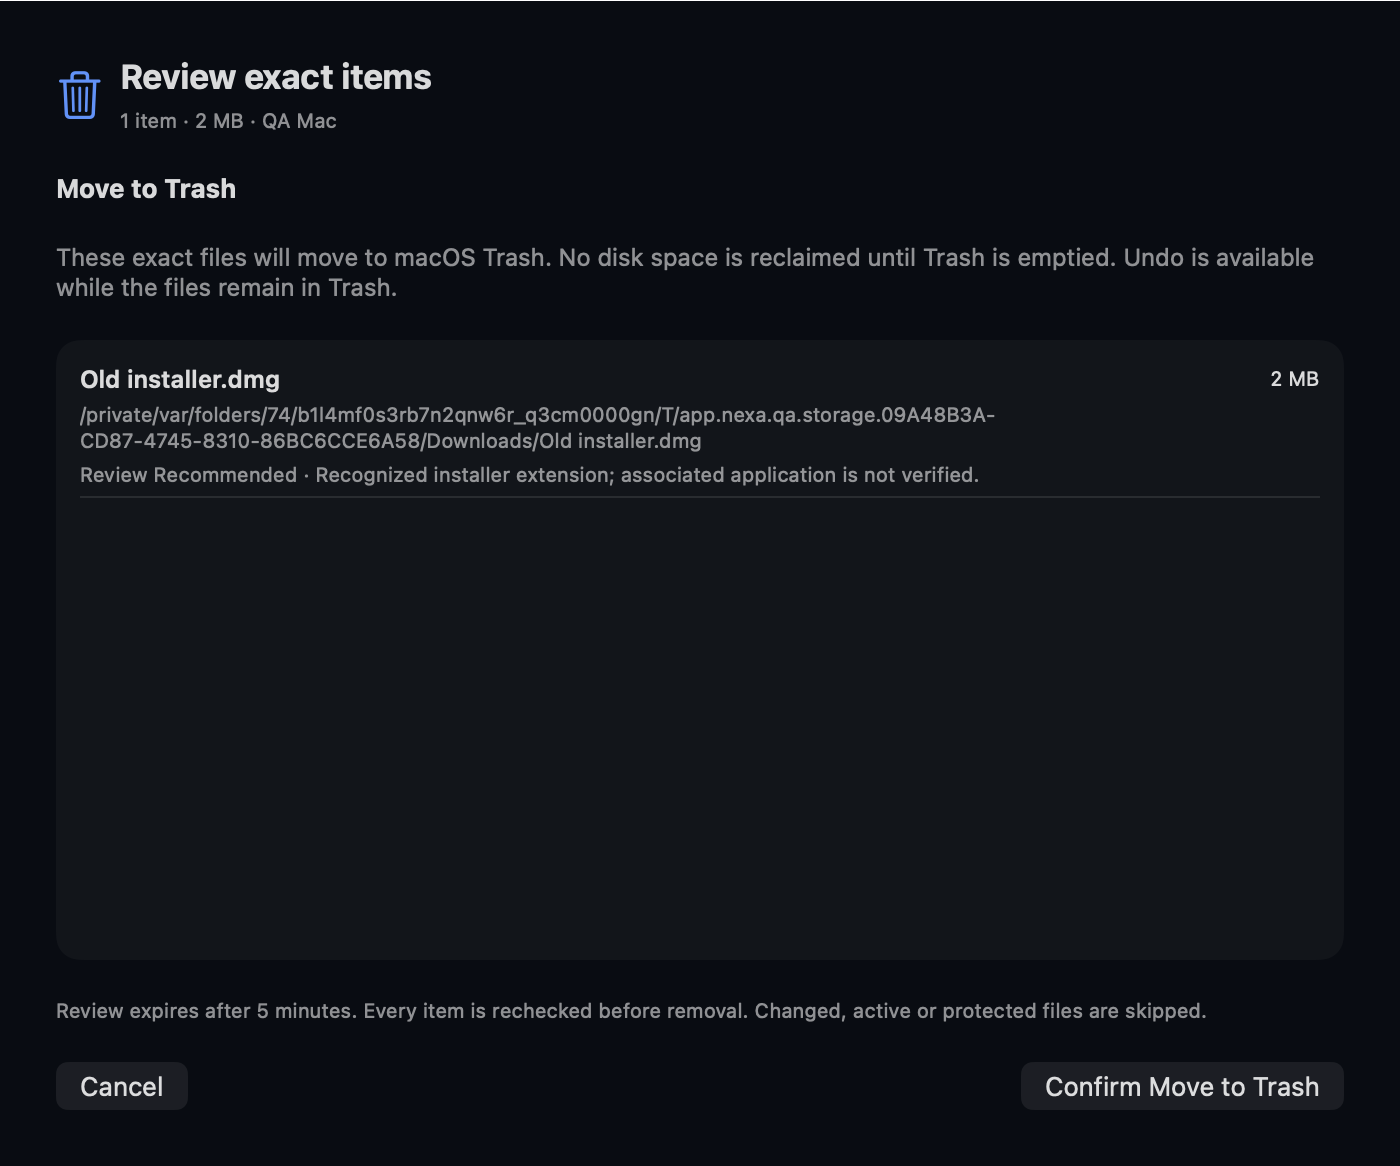 Review exact items
1 item · 2 MB · QA Mac
Move to Trash
These exact files will move to macOS Trash. No disk space is reclaimed until Trash is emptied. Undo is available
while the files remain in Trash.
Old installer.dmg
2 MB
/private/var/folders/74/b1l4mf0s3rb7n2qnw6r_q3cm0000gn/T/app.nexa.qa.storage.09A48B3A-
CD87-4745-8310-86BC6CCE6A58/Downloads/Old installer.dmg
Review Recommended · Recognized installer extension; associated application is not verified.
Review expires after 5 minutes. Every item is rechecked before removal. Changed, active or protected files are skipped.
Cancel
Confirm Move to Trash